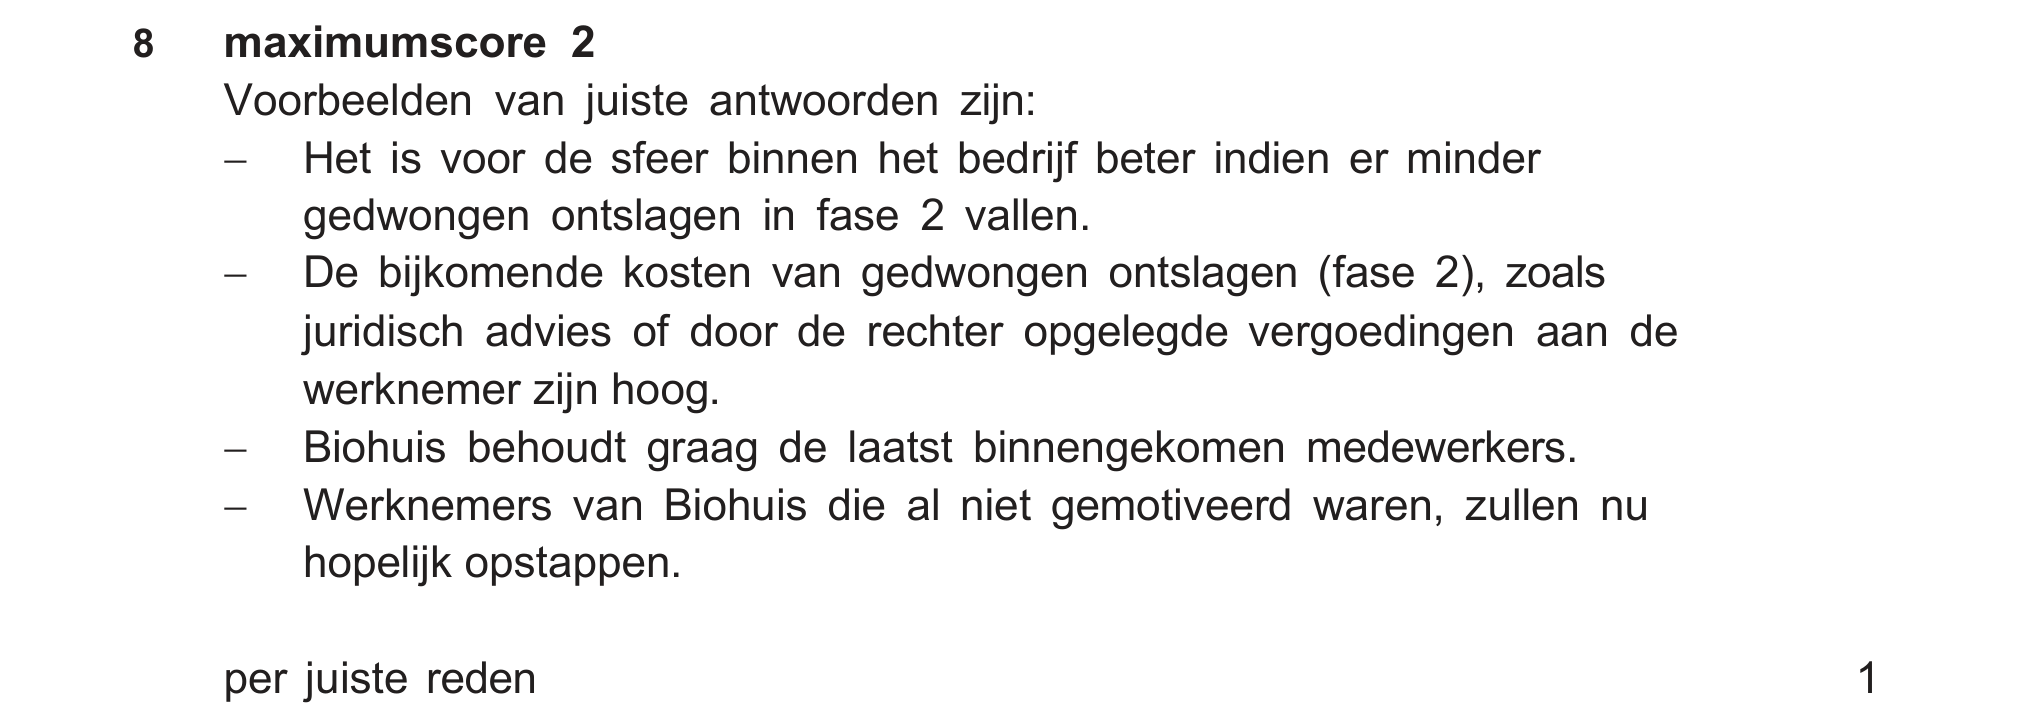 8 maximumscore 2
Voorbeelden van juiste antwoorden zijn:
− Het is voor de sfeer binnen het bedrijf beter indien er minder
gedwongen ontslagen in fase 2 vallen.
− De bijkomende kosten van gedwongen ontslagen (fase 2), zoals
juridisch advies of door de rechter opgelegde vergoedingen aan de
werknemer zijn hoog.
− Biohuis behoudt graag de laatst binnengekomen medewerkers.
− Werknemers van Biohuis die al niet gemotiveerd waren, zullen nu
hopelijk opstappen.
per juiste reden 1